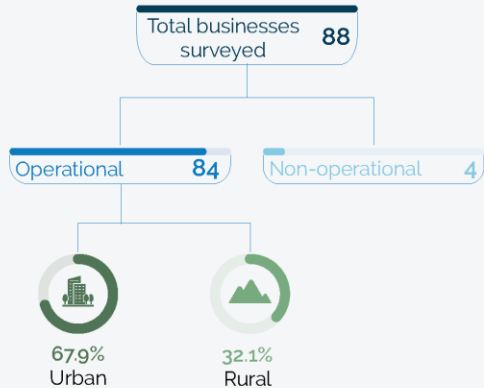 Total businesses
surveyed
88
Operational 84
Non-operational 4
67.9%
Urban
32.1%
Rural